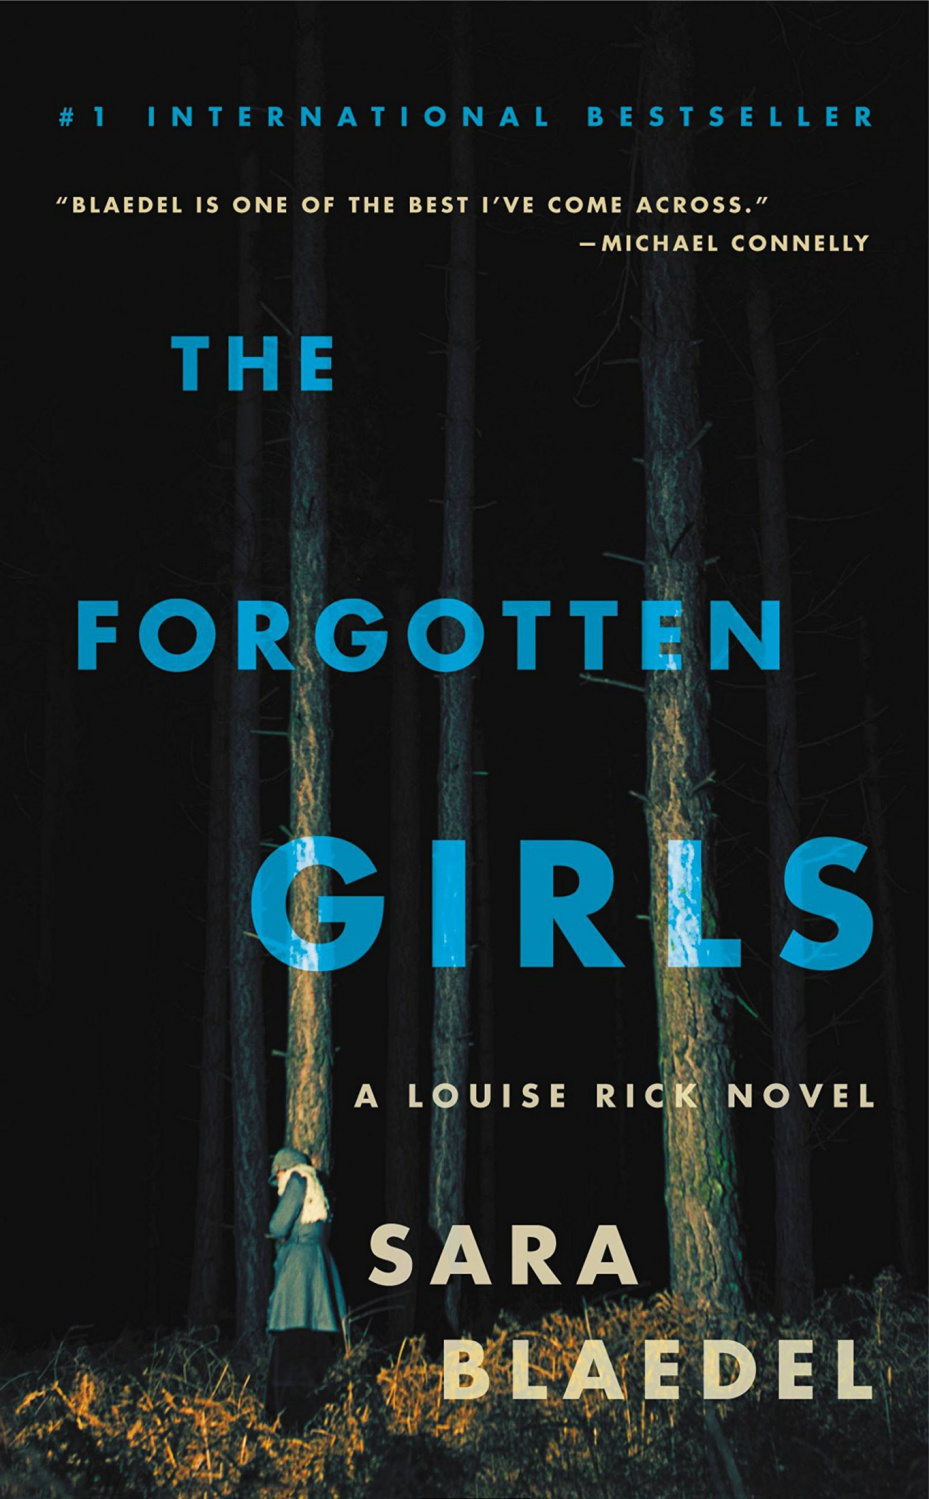 #1 INTERNATIONAL BESTSELLER
“BLAEDEL IS ONE OF THE BEST I’VE COME ACROSS.”
—MICHAEL CONNELLY
THE
FORGOTTEN
GIRLS
A LOUISE RICK NOVEL
SARA
BLAEDEL